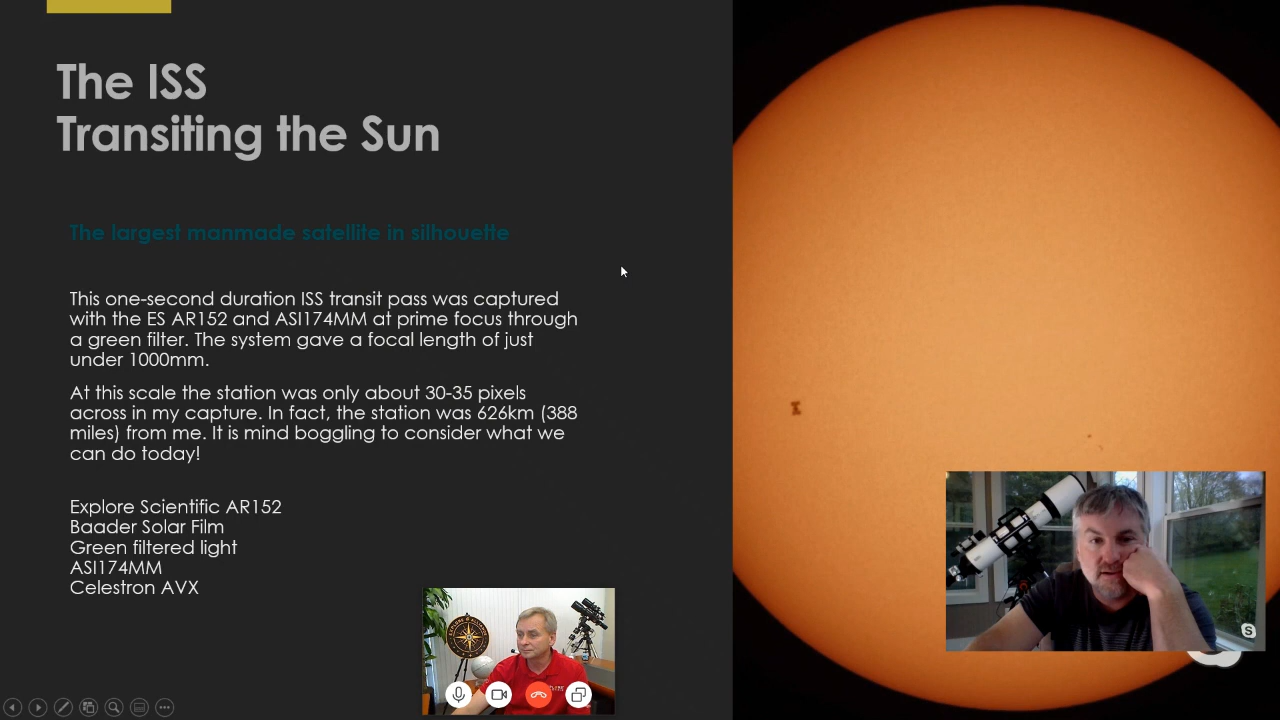 The ISS
Transiting the Sun
The largest manmade satellite in silhouette
This one-second duration ISS transit pass was captured
with the ES AR152 and ASI174MM at prime focus through
a green filter. The system gave a focal length of just
under 1000mm.
At this scale the station was only about 30-35 pixels
across in my capture. In fact, the station was 626km (388
miles) from me. It is mind boggling to consider what we
can do today!
Explore Scientific AR152
Baader Solar Film
Green filtered light
ASI174MM
Celestron AVX